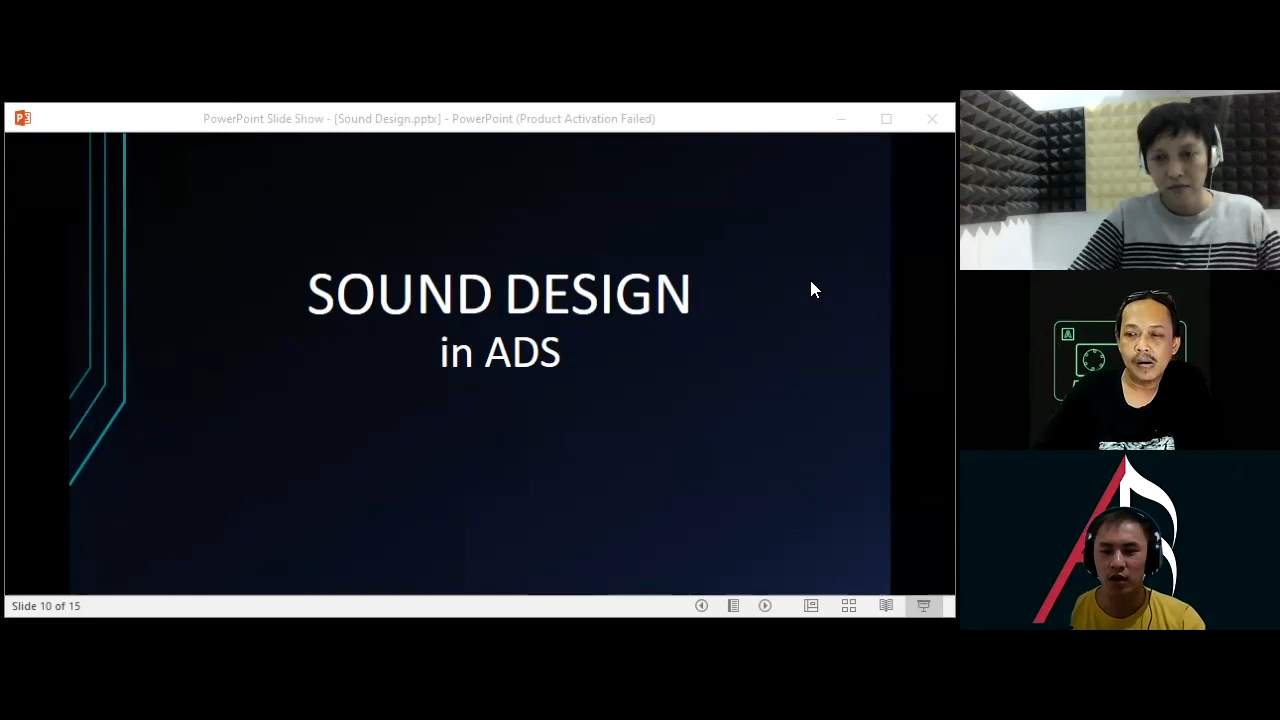 PowerPoint Slide Show - [Sound Design.pptx] - PowerPoint (Product Activation Failed)
SOUND DESIGN
in ADS
A
Slide 10 of 15